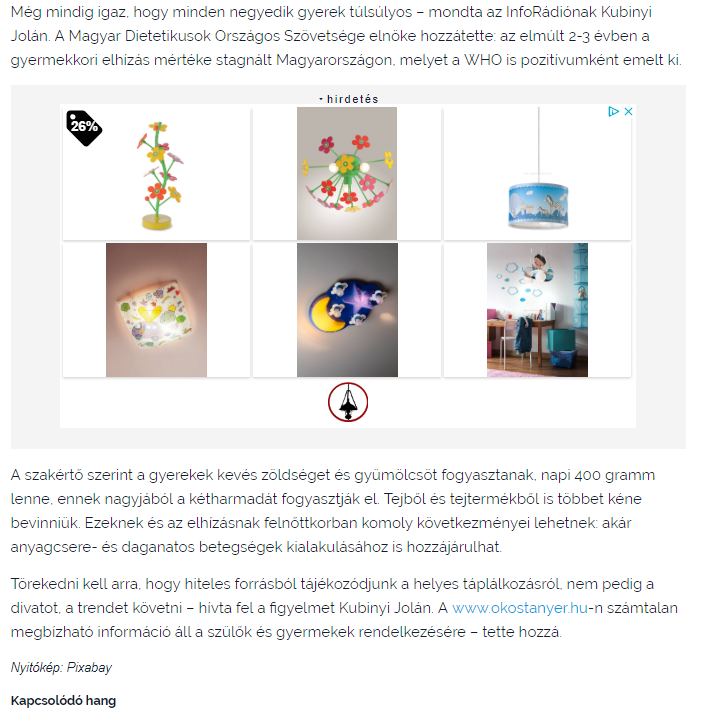 Még mindig igaz, hogy minden negyedik gyerek túlsúlyos – mondta az InfoRádiónak Kubinyi
Jolán. A Magyar Dietetikusok Országos Szövetsége elnöke hozzátette: az elmúlt 2-3 évben a
gyermekkori elhízás mértéke stagnált Magyarországon, melyet a WHO is pozitívumként emelt ki.
- hirdetés
26%
A szakértő szerint a gyerekek kevés zöldséget és gyümölcsöt fogyasztanak, napi 400 gramm
lenne, ennek nagyjából a kétharmadát fogyasztják el. Tejből és tejtermékből is többet kéne
bevinniük. Ezeknek és az elhízásnak felnőttkorban komoly következményei lehetnek: akár
anyagcsere- és daganatos betegségek kialakulásához is hozzájárulhat.
Törekedni kell arra, hogy hiteles forrásból tájékozódjunk a helyes táplálkozásról, nem pedig a
divatot, a trendet követni – hívta fel a figyelmet Kubinyi Jolán. A www.okostanyer.hu-n számtalan
megbízható információ áll a szülők és gyermekek rendelkezésére – tette hozzá.
Nyitókép: Pixabay
Kapcsolódó hang